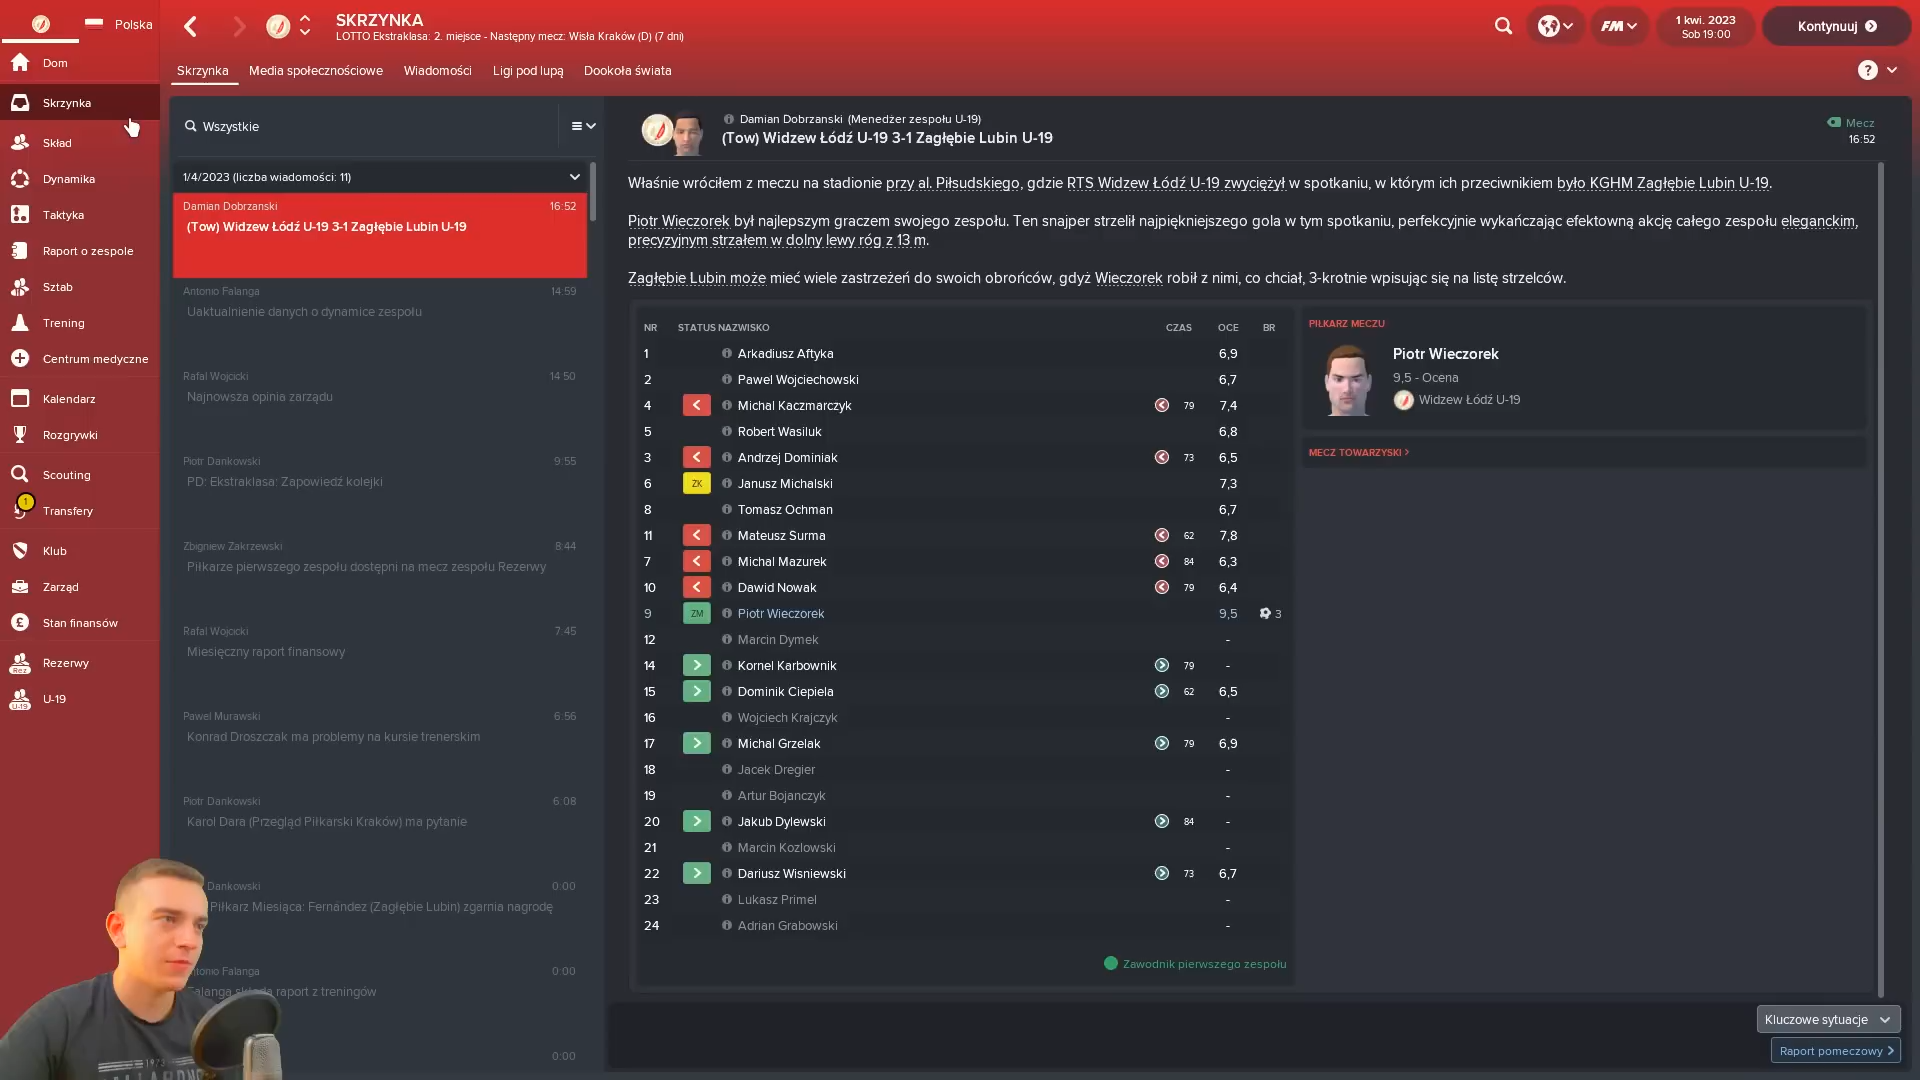 Polska
SKRZYNKA
LOTTO Ekstraklasa: 2. miejsce - Następny mecz: Wisła Kraków (D) (7 dni)
FM
1 kwi. 2023
Sob 19:00
Kontynuuj
Skrzynka
Media społecznościowe
Wiadomości
Ligi pod lupą
Dookoła świata
?
Dom
Skrzynka
Skład
Dynamika
Taktyka
Raport o zespole
Sztab
Trening
Centrum medyczne
Kalendarz
Rozgrywki
Scouting
1
Transfery
Klub
Zarząd
Stan finansów
Rez
Rezerwy
U-19
U-19
Wszystkie
1/4/2023 (liczba wiadomości: 11)
Damian Dobrzanski 16:52
(Tow) Widzew Łódź U-19 3-1 Zagłębie Lubin U-19
Antonio Falanga 14:59
Uaktualnienie danych o dynamice zespołu
Rafal Wojcicki 14:50
Najnowsza opinia zarządu
Piotr Dankowski 9:55
PD: Ekstraklasa: Zapowiedź kolejki
Zbigniew Zakrzewski 8:44
Piłkarze pierwszego zespołu dostępni na mecz zespołu Rezerwy
Rafal Wojcicki 7:45
Miesięczny raport finansowy
Pawel Murawski 6:56
Konrad Droszczak ma problemy na kursie trenerskim
Piotr Dankowski 6:08
Karol Dara (Przegląd Piłkarski Kraków) ma pytanie
Dankowski 0:00
Piłkarz Miesiąca: Fernández (Zagłębie Lubin) zgarnia nagrodę
Falanga 0:00
Falanga składa raport z treningów
0:00
Damian Dobrzanski (Menedżer zespołu U-19)
(Tow) Widzew Łódź U-19 3-1 Zagłębie Lubin U-19
Mecz
16:52
Właśnie wróciłem z meczu na stadionie przy al. Piłsudskiego, gdzie RTS Widzew Łódź U-19 zwyciężył w spotkaniu, w którym ich przeciwnikiem było KGHM Zagłębie Lubin U-19.
Piotr Wieczorek był najlepszym graczem swojego zespołu. Ten snajper strzelił najpiękniejszego gola w tym spotkaniu, perfekcyjnie wykańczając efektowną akcję całego zespołu eleganckim,
precyzyjnym strzałem w dolny lewy róg z 13 m.
Zagłębie Lubin może mieć wiele zastrzeżeń do swoich obrońców, gdyż Wieczorek robił z nimi, co chciał, 3-krotnie wpisując się na listę strzelców.
NR STATUS NAZWISKO CZAS OCE BR
1 Arkadiusz Aftyka 6,9
2 Pawel Wojciechowski 6,7
4 Michal Kaczmarczyk 79 7,4
5 Robert Wasiluk 6,8
3 Andrzej Dominiak 73 6,5
6 ZK Janusz Michalski 7,3
8 Tomasz Ochman 6,7
11 Mateusz Surma 62 7,8
7 Michal Mazurek 84 6,3
10 Dawid Nowak 79 6,4
9 ZM Piotr Wieczorek 9,5 3
12 Marcin Dymek -
14 Kornel Karbownik 79 -
15 Dominik Ciepiela 62 6,5
16 Wojciech Krajczyk -
17 Michal Grzelak 79 6,9
18 Jacek Dregier -
19 Artur Bojanczyk -
20 Jakub Dylewski 84 -
21 Marcin Kozlowski -
22 Dariusz Wisniewski 73 6,7
23 Lukasz Primel -
24 Adrian Grabowski -
Zawodnik pierwszego zespołu
PIŁKARZ MECZU
Piotr Wieczorek
9,5 - Ocena
Widzew Łódź U-19
MECZ TOWARZYSKI >
Kluczowe sytuacje
Raport pomeczowy >
1973